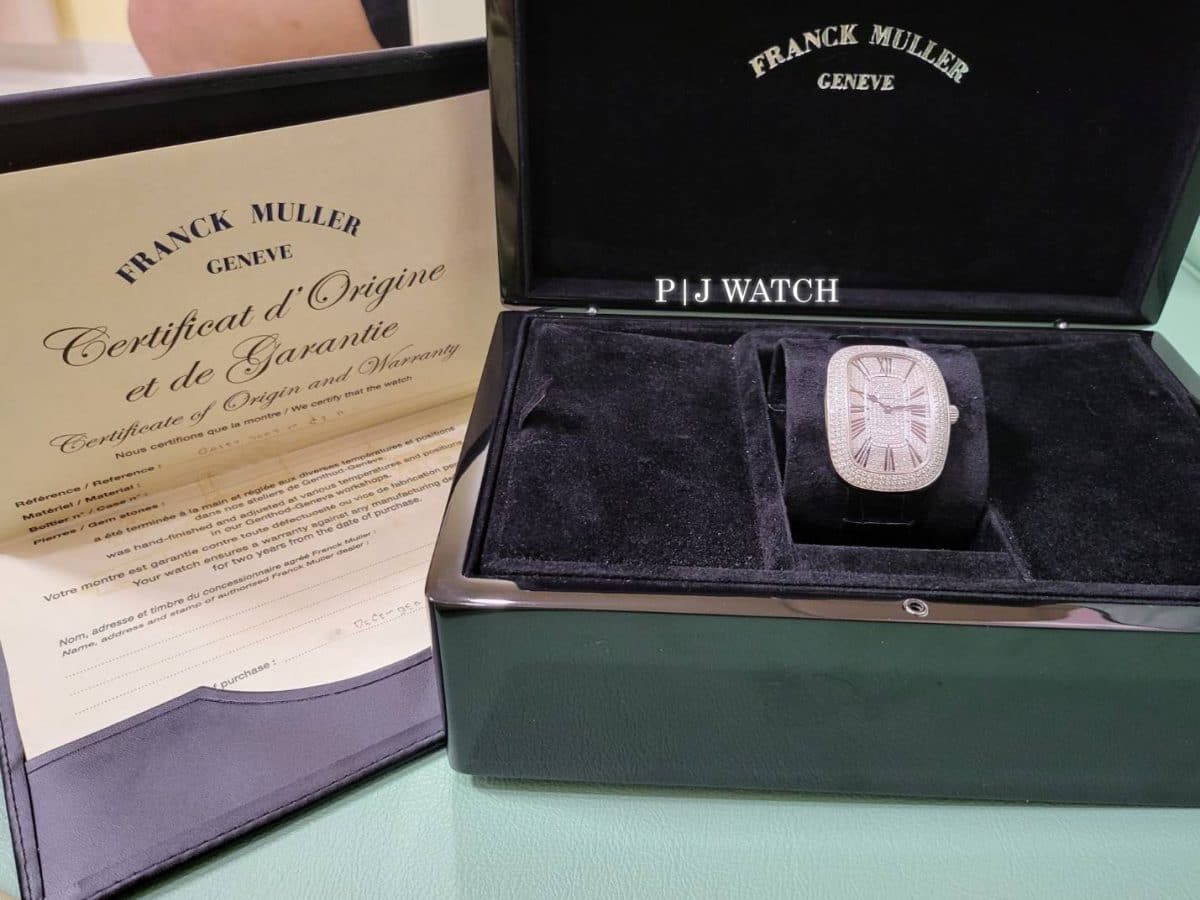 FRANCK MULLER
GENEVE
Certificat d'Origine
et de Garantie
Certificate of Origin and Warranty
Nous certifions que la montre / We certify that the watch
Référence / Reference :
Matériel / Material :
Boîtier n° / Case n° :
Pierres / Gem stones :
a été terminée à la main et réglée aux diverses températures et positions
dans nos ateliers de Genthod-Genève.
was hand-finished and adjusted at various temperatures and positions
in our Genthod-Geneva workshops.
Votre montre est garantie contre toute défectuosité ou vice de fabrication
Your watch ensures a warranty against any manufacturing
for two years from the date of purchase.
Nom, adresse et timbre du concessionaire agréé Franck Muller :
Name, address and stamp of authorised Franck Muller dealer :
of purchase :
FRANCK MULLER
GENEVE
P|J WATCH